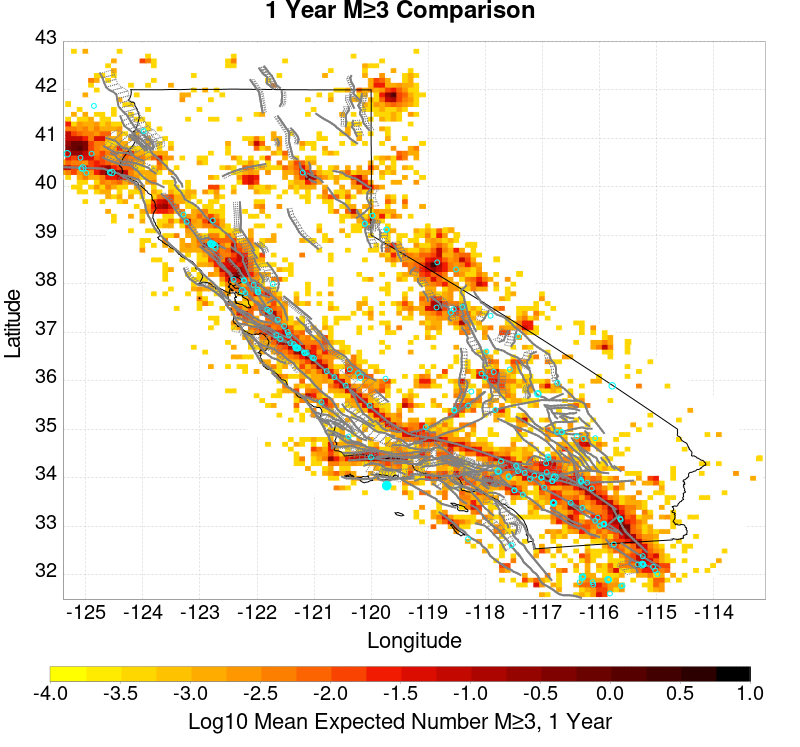 1 Year M≥3 Comparison
43
42
41
40
39
38
37
36
35
34
33
32
Latitude
-125 -124 -123 -122 -121 -120 -119 -118 -117 -116 -115 -114
Longitude
-4.0 -3.5 -3.0 -2.5 -2.0 -1.5 -1.0 -0.5 0.0 0.5 1.0
Log10 Mean Expected Number M≥3, 1 Year